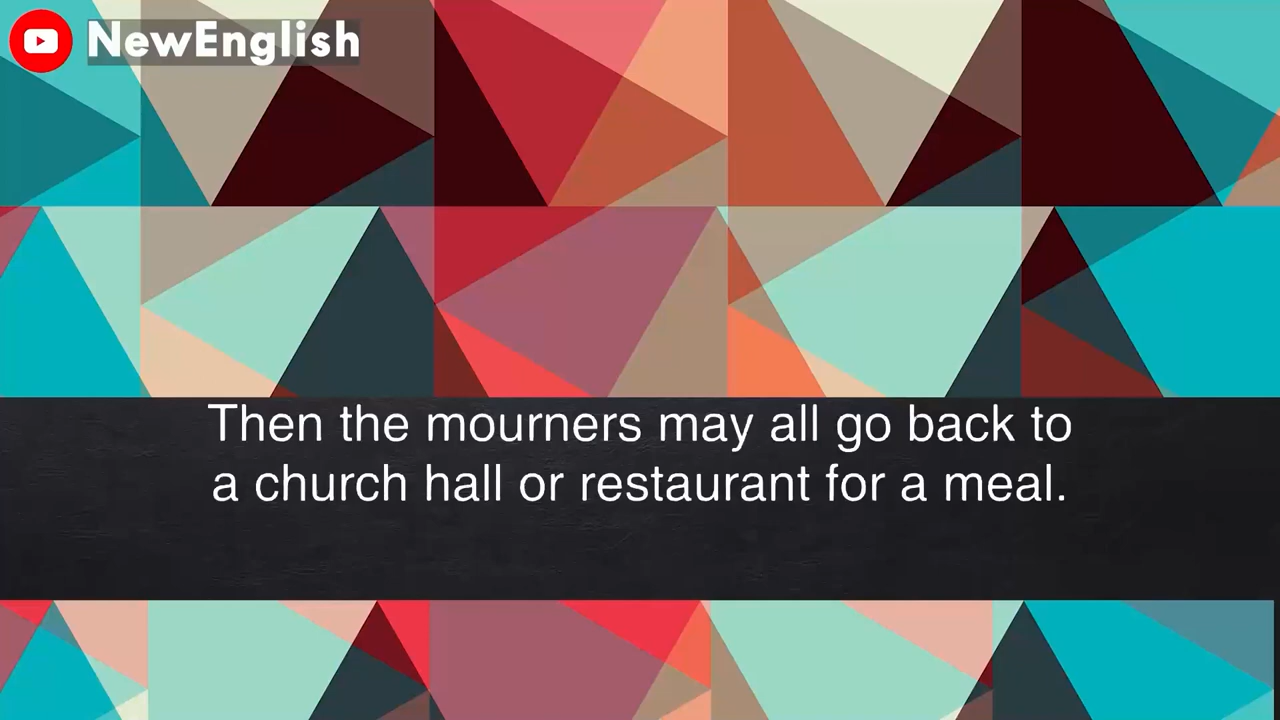 NewEnglish
Then the mourners may all go back to
a church hall or restaurant for a meal.